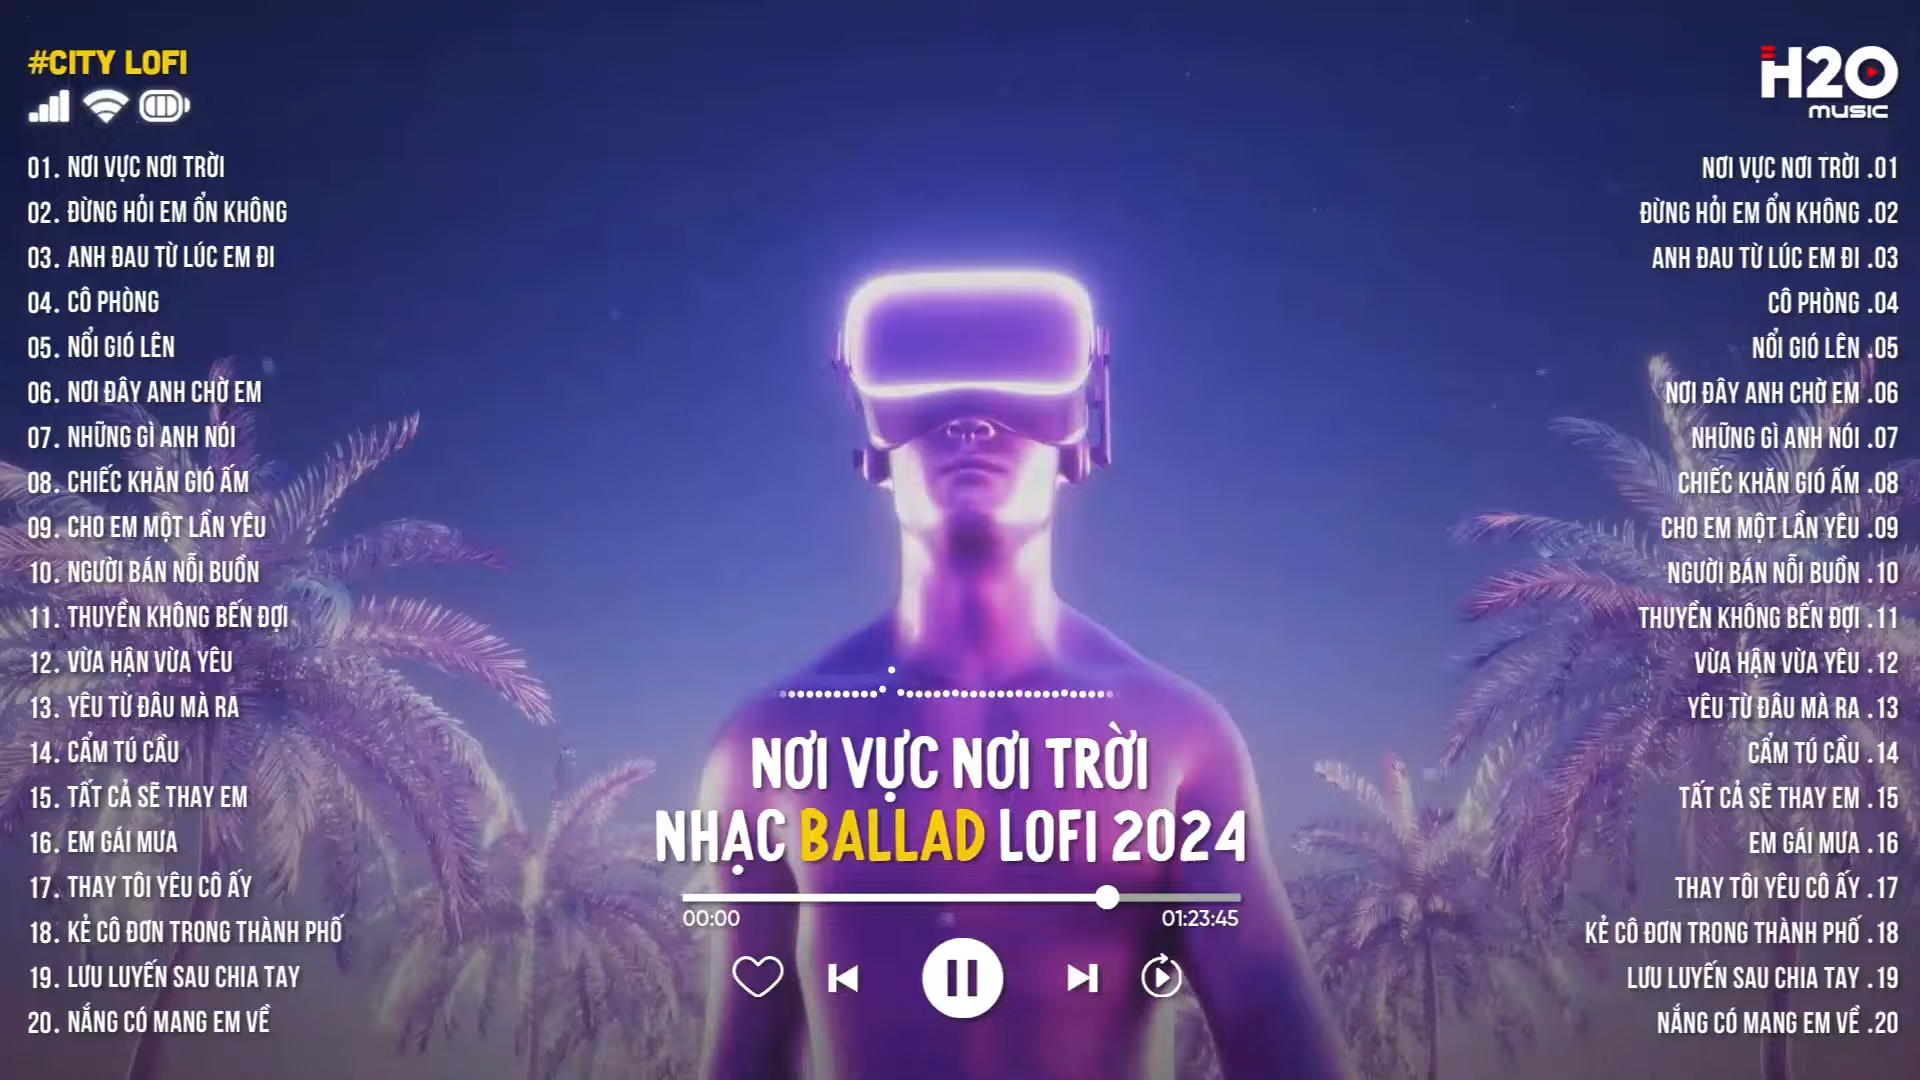 #CITY LOFI
H2O
MUSIC
01. NƠI VỰC NƠI TRỜI
02. ĐỪNG HỎI EM ỔN KHÔNG
03. ANH ĐAU TỪ LÚC EM ĐI
04. CÔ PHÒNG
05. NỔI GIÓ LÊN
06. NƠI ĐÂY ANH CHỜ EM
07. NHỮNG GÌ ANH NÓI
08. CHIẾC KHĂN GIÓ ẤM
09. CHO EM MỘT LẦN YÊU
10. NGƯỜI BÁN NỖI BUỒN
11. THUYỀN KHÔNG BẾN ĐỢI
12. VỪA HẬN VỪA YÊU
13. YÊU TỪ ĐÂU MÀ RA
14. CẨM TÚ CẦU
15. TẤT CẢ SẼ THAY EM
16. EM GÁI MƯA
17. THAY TÔI YÊU CÔ ẤY
18. KẺ CÔ ĐƠN TRONG THÀNH PHỐ
19. LƯU LUYẾN SAU CHIA TAY
20. NẮNG CÓ MANG EM VỀ
NƠI VỰC NƠI TRỜI
NHẠC BALLAD LOFI 2024
00:00
01:23:45
NƠI VỰC NƠI TRỜI .01
ĐỪNG HỎI EM ỔN KHÔNG .02
ANH ĐAU TỪ LÚC EM ĐI .03
CÔ PHÒNG .04
NỔI GIÓ LÊN .05
NƠI ĐÂY ANH CHỜ EM .06
NHỮNG GÌ ANH NÓI .07
CHIẾC KHĂN GIÓ ẤM .08
CHO EM MỘT LẦN YÊU .09
NGƯỜI BÁN NỖI BUỒN .10
THUYỀN KHÔNG BẾN ĐỢI .11
VỪA HẬN VỪA YÊU .12
YÊU TỪ ĐÂU MÀ RA .13
CẨM TÚ CẦU .14
TẤT CẢ SẼ THAY EM .15
EM GÁI MƯA .16
THAY TÔI YÊU CÔ ẤY .17
KẺ CÔ ĐƠN TRONG THÀNH PHỐ .18
LƯU LUYẾN SAU CHIA TAY .19
NẮNG CÓ MANG EM VỀ .20